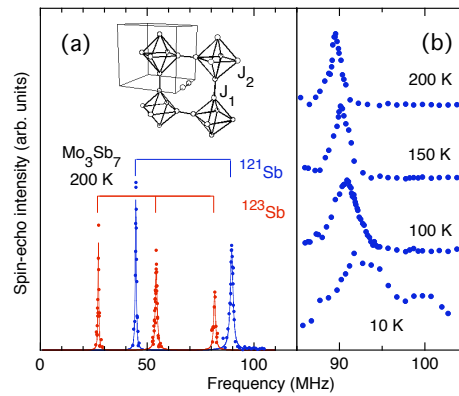 (a)
(b)
J₂
J₁
Mo₃Sb₇
200 K
¹²¹Sb
¹²³Sb
200 K
150 K
100 K
10 K
Spin-echo intensity (arb. units)
0 50 100 90 100
Frequency (MHz)